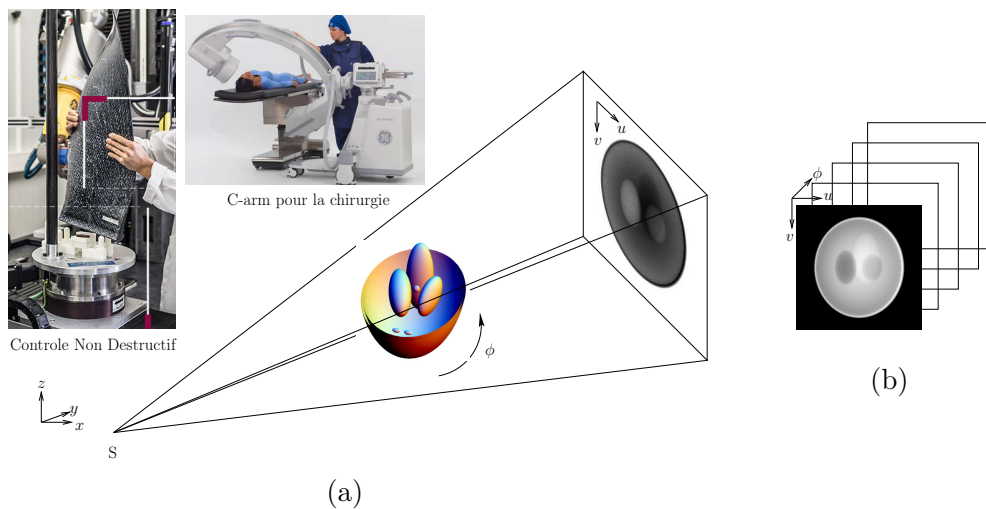 C-arm pour la chirurgie
Controle Non Destructif
u
v
ϕ
z
y
x
S
(a)
ϕ
u
v
(b)